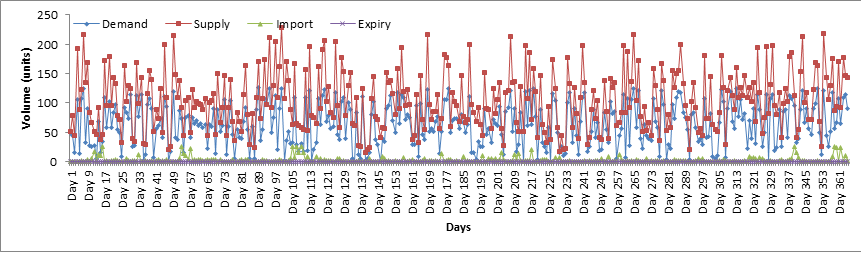 Demand Supply Import Expiry
250
200
150
100
50
0
Volume (units)
Day 1 Day 9 Day 17 Day 25 Day 33 Day 41 Day 49 Day 57 Day 65 Day 73 Day 81 Day 89 Day 97 Day 105 Day 113 Day 121 Day 129 Day 137 Day 145 Day 153 Day 161 Day 169 Day 177 Day 185 Day 193 Day 201 Day 209 Day 217 Day 225 Day 233 Day 241 Day 249 Day 257 Day 265 Day 273 Day 281 Day 289 Day 297 Day 305 Day 313 Day 321 Day 329 Day 337 Day 345 Day 353 Day 361
Days